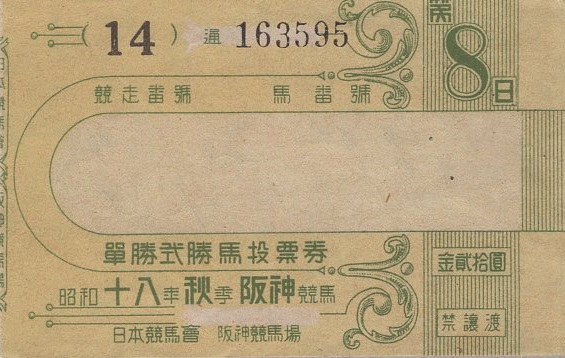 (14) 通 163595
第8日
競走番號 馬番號
單勝式勝馬投票券
昭和十八年秋季阪神競馬
日本競馬會 阪神競馬場
金貳拾圓
禁譲渡